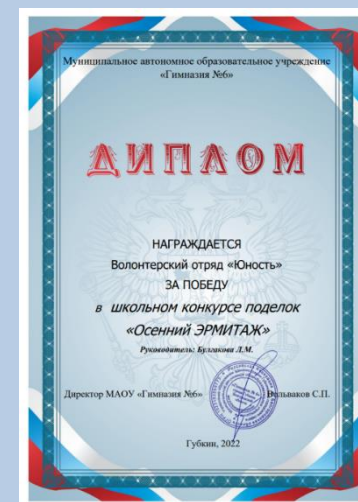 Муниципальное автономное образовательное учреждение
«Гимназия №6»
ДИПЛОМ
НАГРАЖДАЕТСЯ
Волонтерский отряд «Юность»
ЗА ПОБЕДУ
в школьном конкурсе поделок
«Осенний ЭРМИТАЖ»
Руководитель: Булгакова Л.М.
Директор МАОУ «Гимназия №6» С.П.
Губкин, 2022